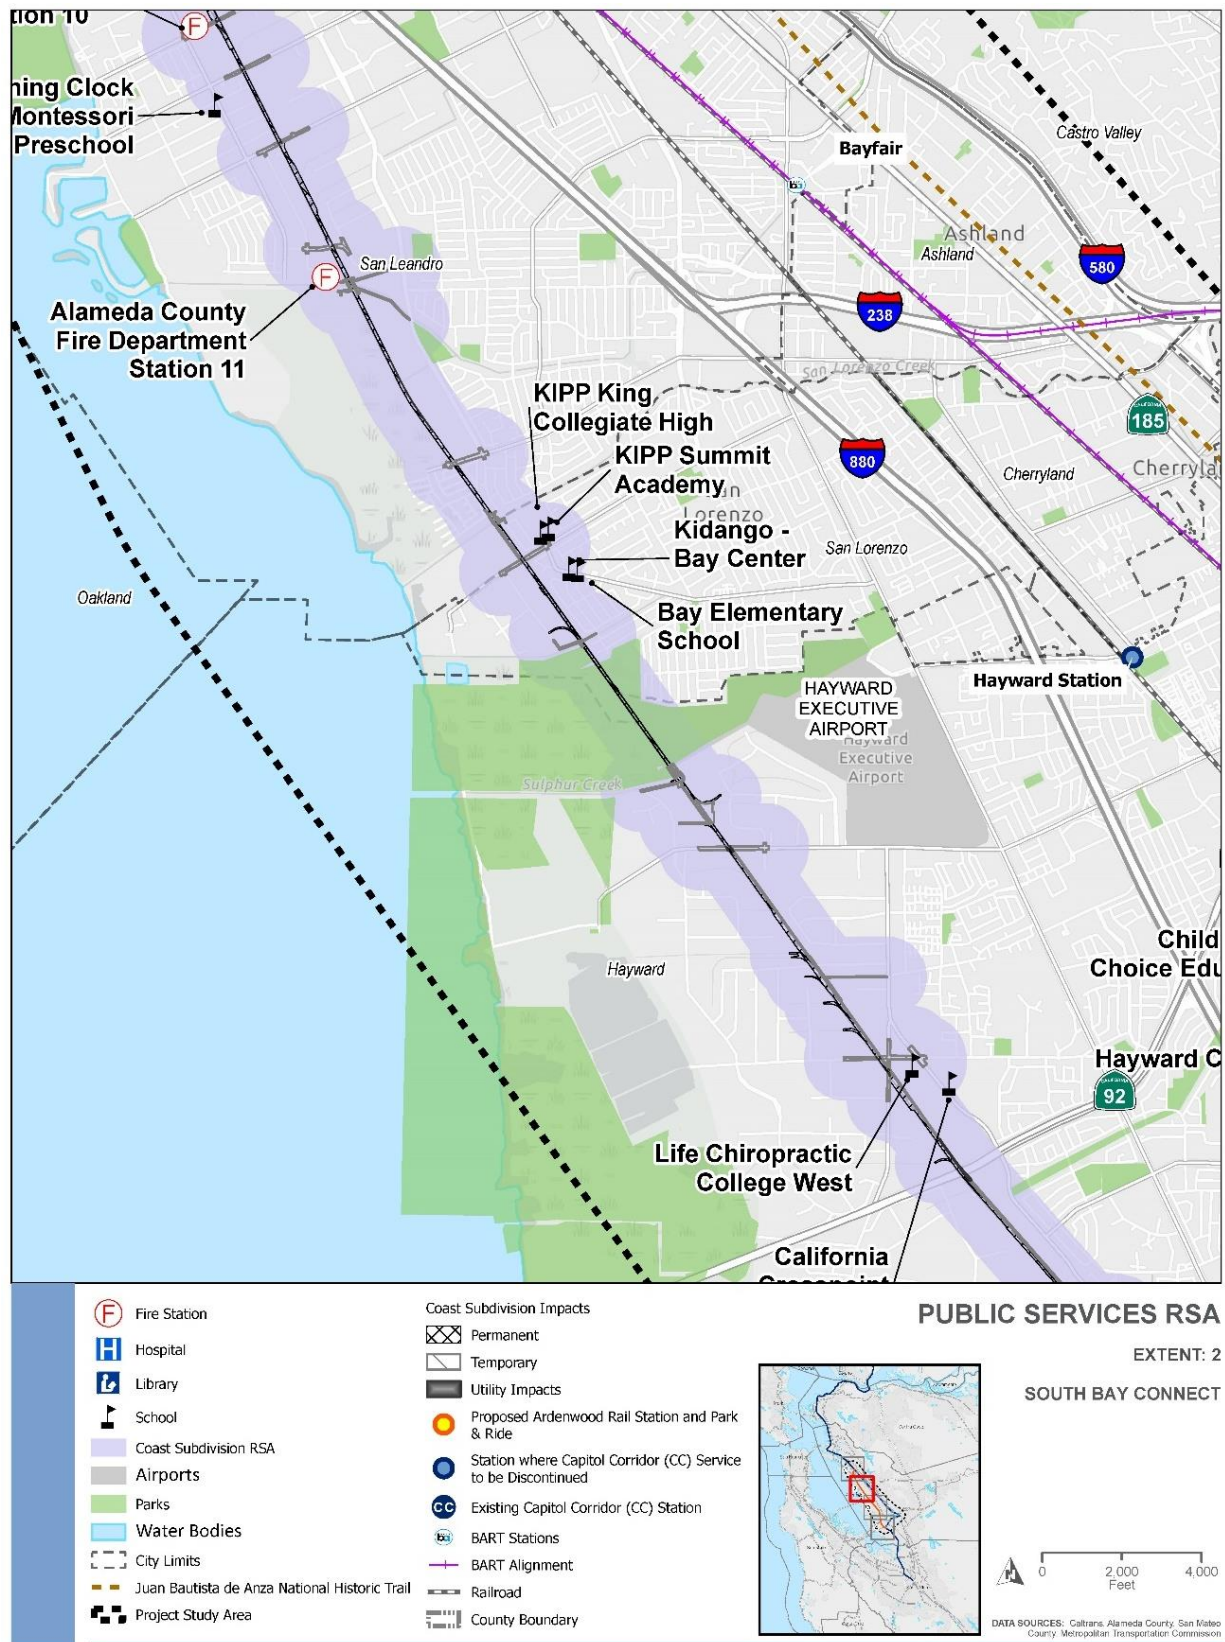 tion 10
F
ning Clock
Montessori
Preschool
Castro Valley
Bayfair
Ashland
Ashland
580
San Leandro
F
238
Alameda County
Fire Department
Station 11
San Lorenzo Creek
KIPP King
Collegiate High
CALIFORNIA
185
KIPP Summit
Academy
880
Cherryland
Cherryla
San
Lorenzo
Kidango -
Bay Center
San Lorenzo
Oakland
Bay Elementary
School
Hayward Station
HAYWARD
EXECUTIVE
AIRPORT
Hayward
Executive
Airport
Sulphur Creek
Child
Choice Edu
Hayward
Hayward C
CALIFORNIA
92
Life Chiropractic
College West
California
Crosspoint
F Fire Station
H Hospital
Library
School
Coast Subdivision RSA
Airports
Parks
Water Bodies
City Limits
Juan Bautista de Anza National Historic Trail
Project Study Area
Coast Subdivision Impacts
Permanent
Temporary
Utility Impacts
Proposed Ardenwood Rail Station and Park
& Ride
Station where Capitol Corridor (CC) Service
to be Discontinued
CC Existing Capitol Corridor (CC) Station
BART Stations
BART Alignment
Railroad
County Boundary
PUBLIC SERVICES RSA
EXTENT: 2
SOUTH BAY CONNECT
0 2,000 4,000
Feet
DATA SOURCES: Caltrans, Alameda County, San Mateo
County, Metropolitan Transportation Commission